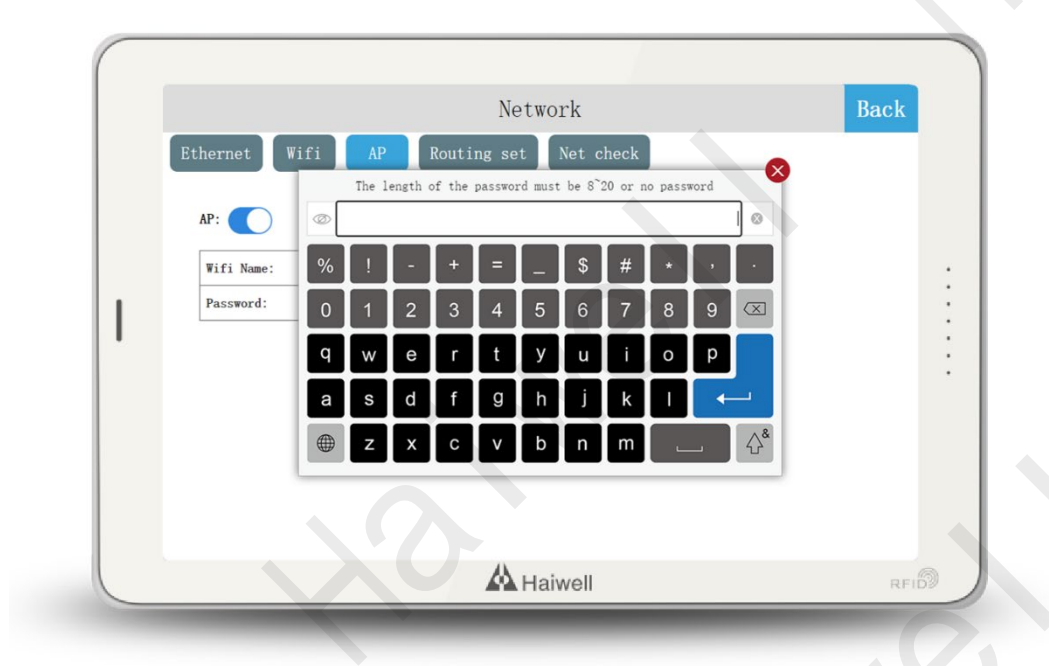 Network
Back
Ethernet Wifi AP Routing set Net check
The length of the password must be 8~20 or no password
AP:
Wifi Name:
Password:
% ! - + = _ $ # * , .
0 1 2 3 4 5 6 7 8 9
q w e r t y u i o p
a s d f g h j k l
z x c v b n m &
Haiwell
RFID
Haiwell